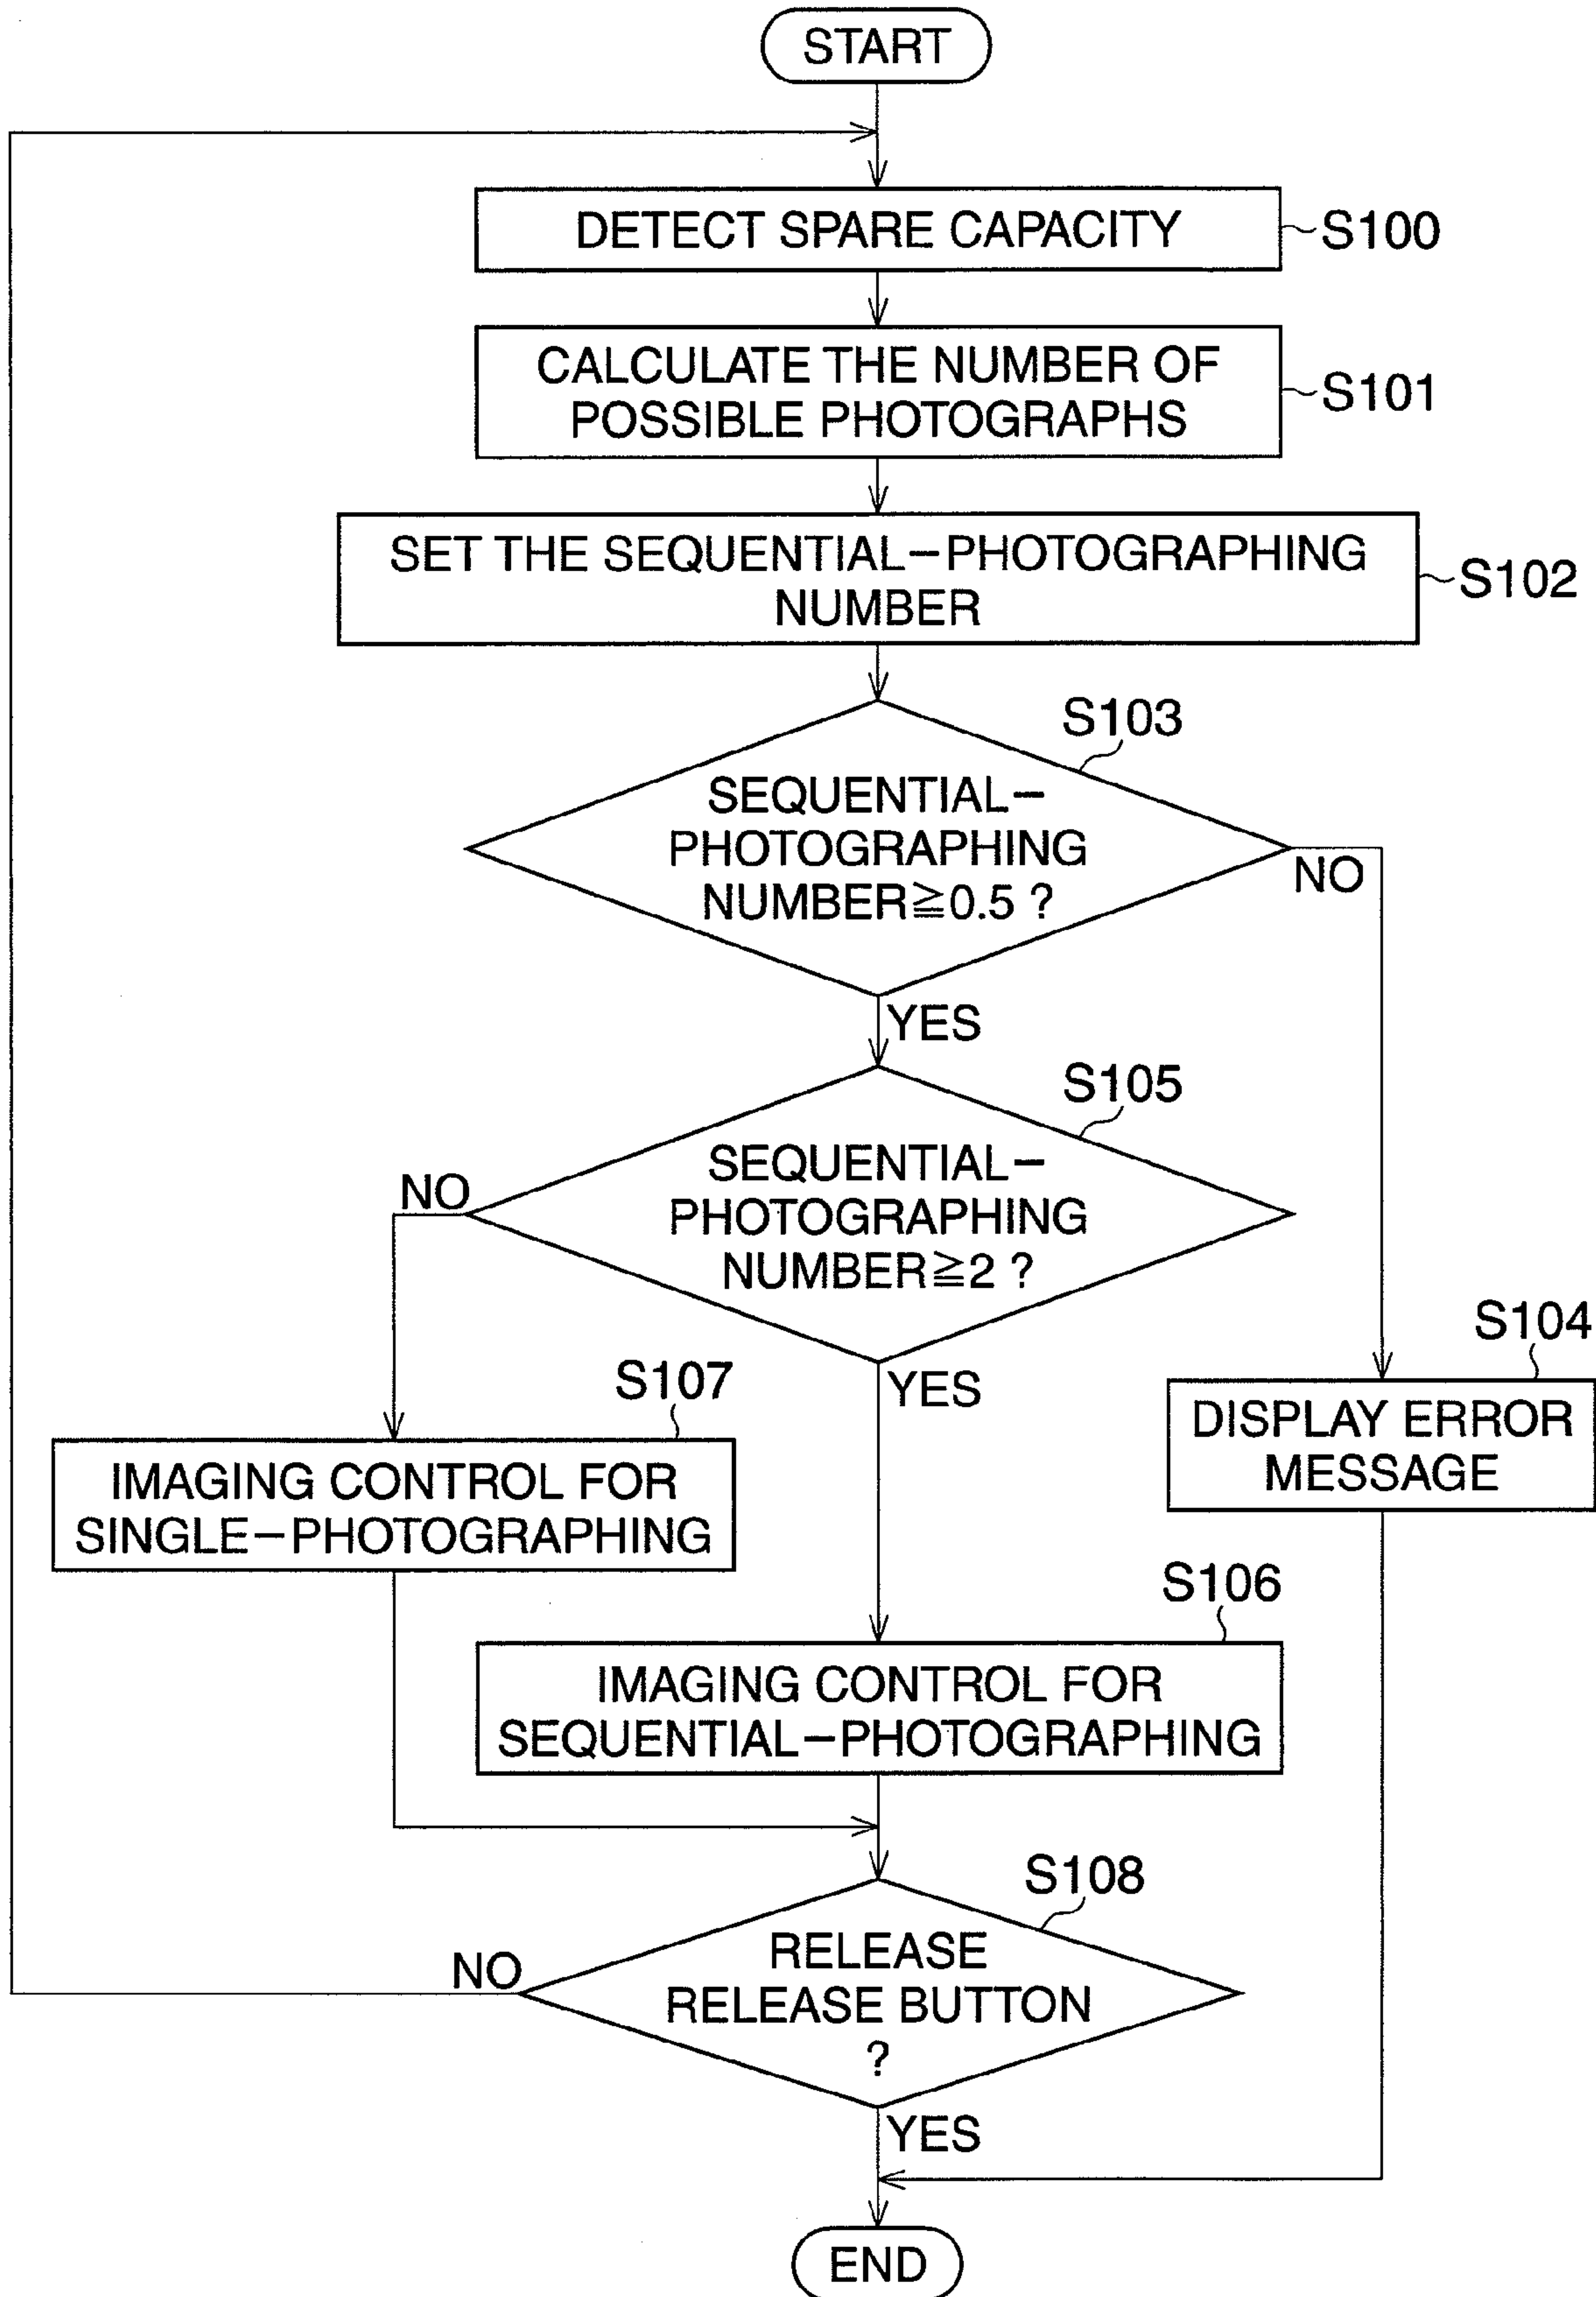 START
DETECT SPARE CAPACITY
S100
CALCULATE THE NUMBER OF
POSSIBLE PHOTOGRAPHS
S101
SET THE SEQUENTIAL-PHOTOGRAPHING
NUMBER
S102
S103
SEQUENTIAL-
PHOTOGRAPHING
NUMBER≧0.5 ?
NO
YES
S105
SEQUENTIAL-
PHOTOGRAPHING
NUMBER≧2 ?
NO
YES
S104
DISPLAY ERROR
MESSAGE
S107
IMAGING CONTROL FOR
SINGLE-PHOTOGRAPHING
S106
IMAGING CONTROL FOR
SEQUENTIAL-PHOTOGRAPHING
S108
RELEASE
RELEASE BUTTON
?
NO
YES
END